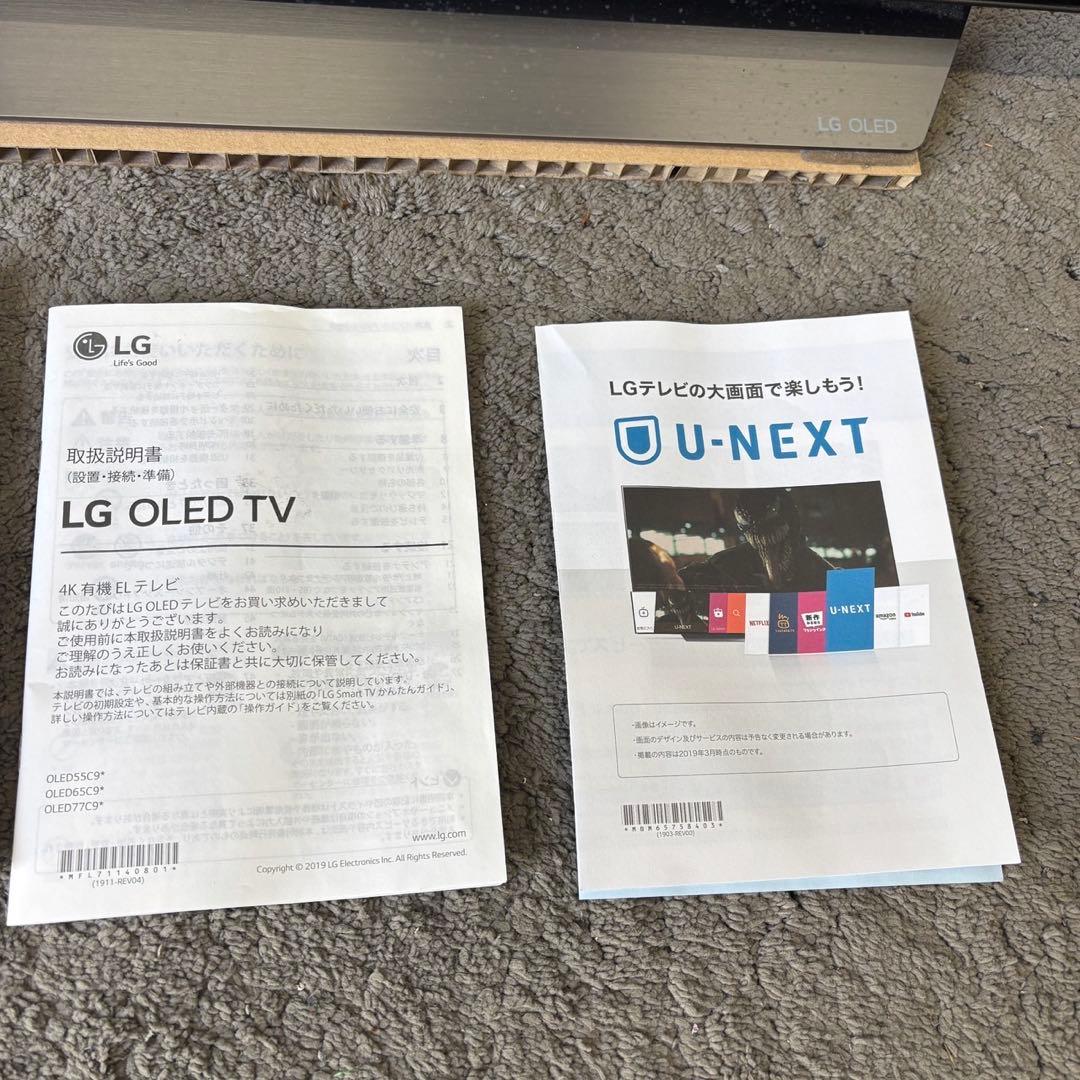 LG OLED
LG
Life's Good
取扱説明書
(設置・接続・準備)
LG OLED TV
4K 有機 EL テレビ
このたびは LG OLED テレビをお買い求めいただきまして
誠にありがとうございます。
ご使用前に本取扱説明書をよくお読みになり
ご理解のうえ正しくお使いください。
お読みになったあとは保証書と共に大切に保管してください。
本説明書では、テレビの組み立てや外部機器との接続について説明しています。
テレビの初期設定や、基本的な操作方法については別紙の「LG Smart TV かんたんガイド」、
詳しい操作方法についてはテレビ内蔵の「操作ガイド」をご覧ください。
OLED55C9*
OLED65C9*
OLED77C9*
www.lg.com
*MFL71140801*
(1911-REV04)
Copyright © 2019 LG Electronics Inc. All Rights Reserved.
LGテレビの大画面で楽しもう!
U-NEXT
U-NEXT
NETFLIX
新作
U-NEXT
amazon
YouTube
・画像はイメージです。
・画面のデザイン及びサービスの内容は予告なく変更される場合があります。
・掲載の内容は2019年3月時点のものです。
*MBM65758403*
(1903-REV00)